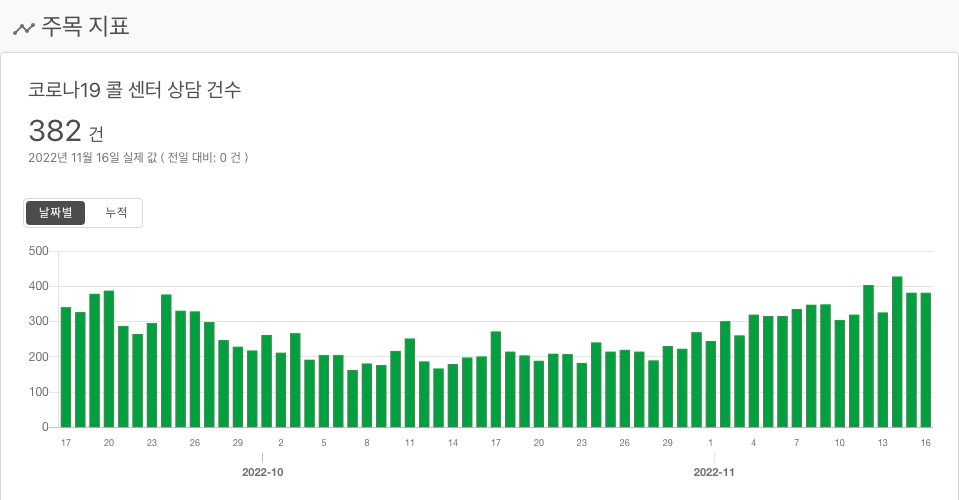 주목 지표
코로나19 콜 센터 상담 건수
382 건
2022년 11월 16일 실제 값 ( 전일 대비: 0 건 )
날짜별 누적
500
400
300
200
100
0
17 20 23 26 29 2 5 8 11 14 17 20 23 26 29 1 4 7 10 13 16
2022-10 2022-11